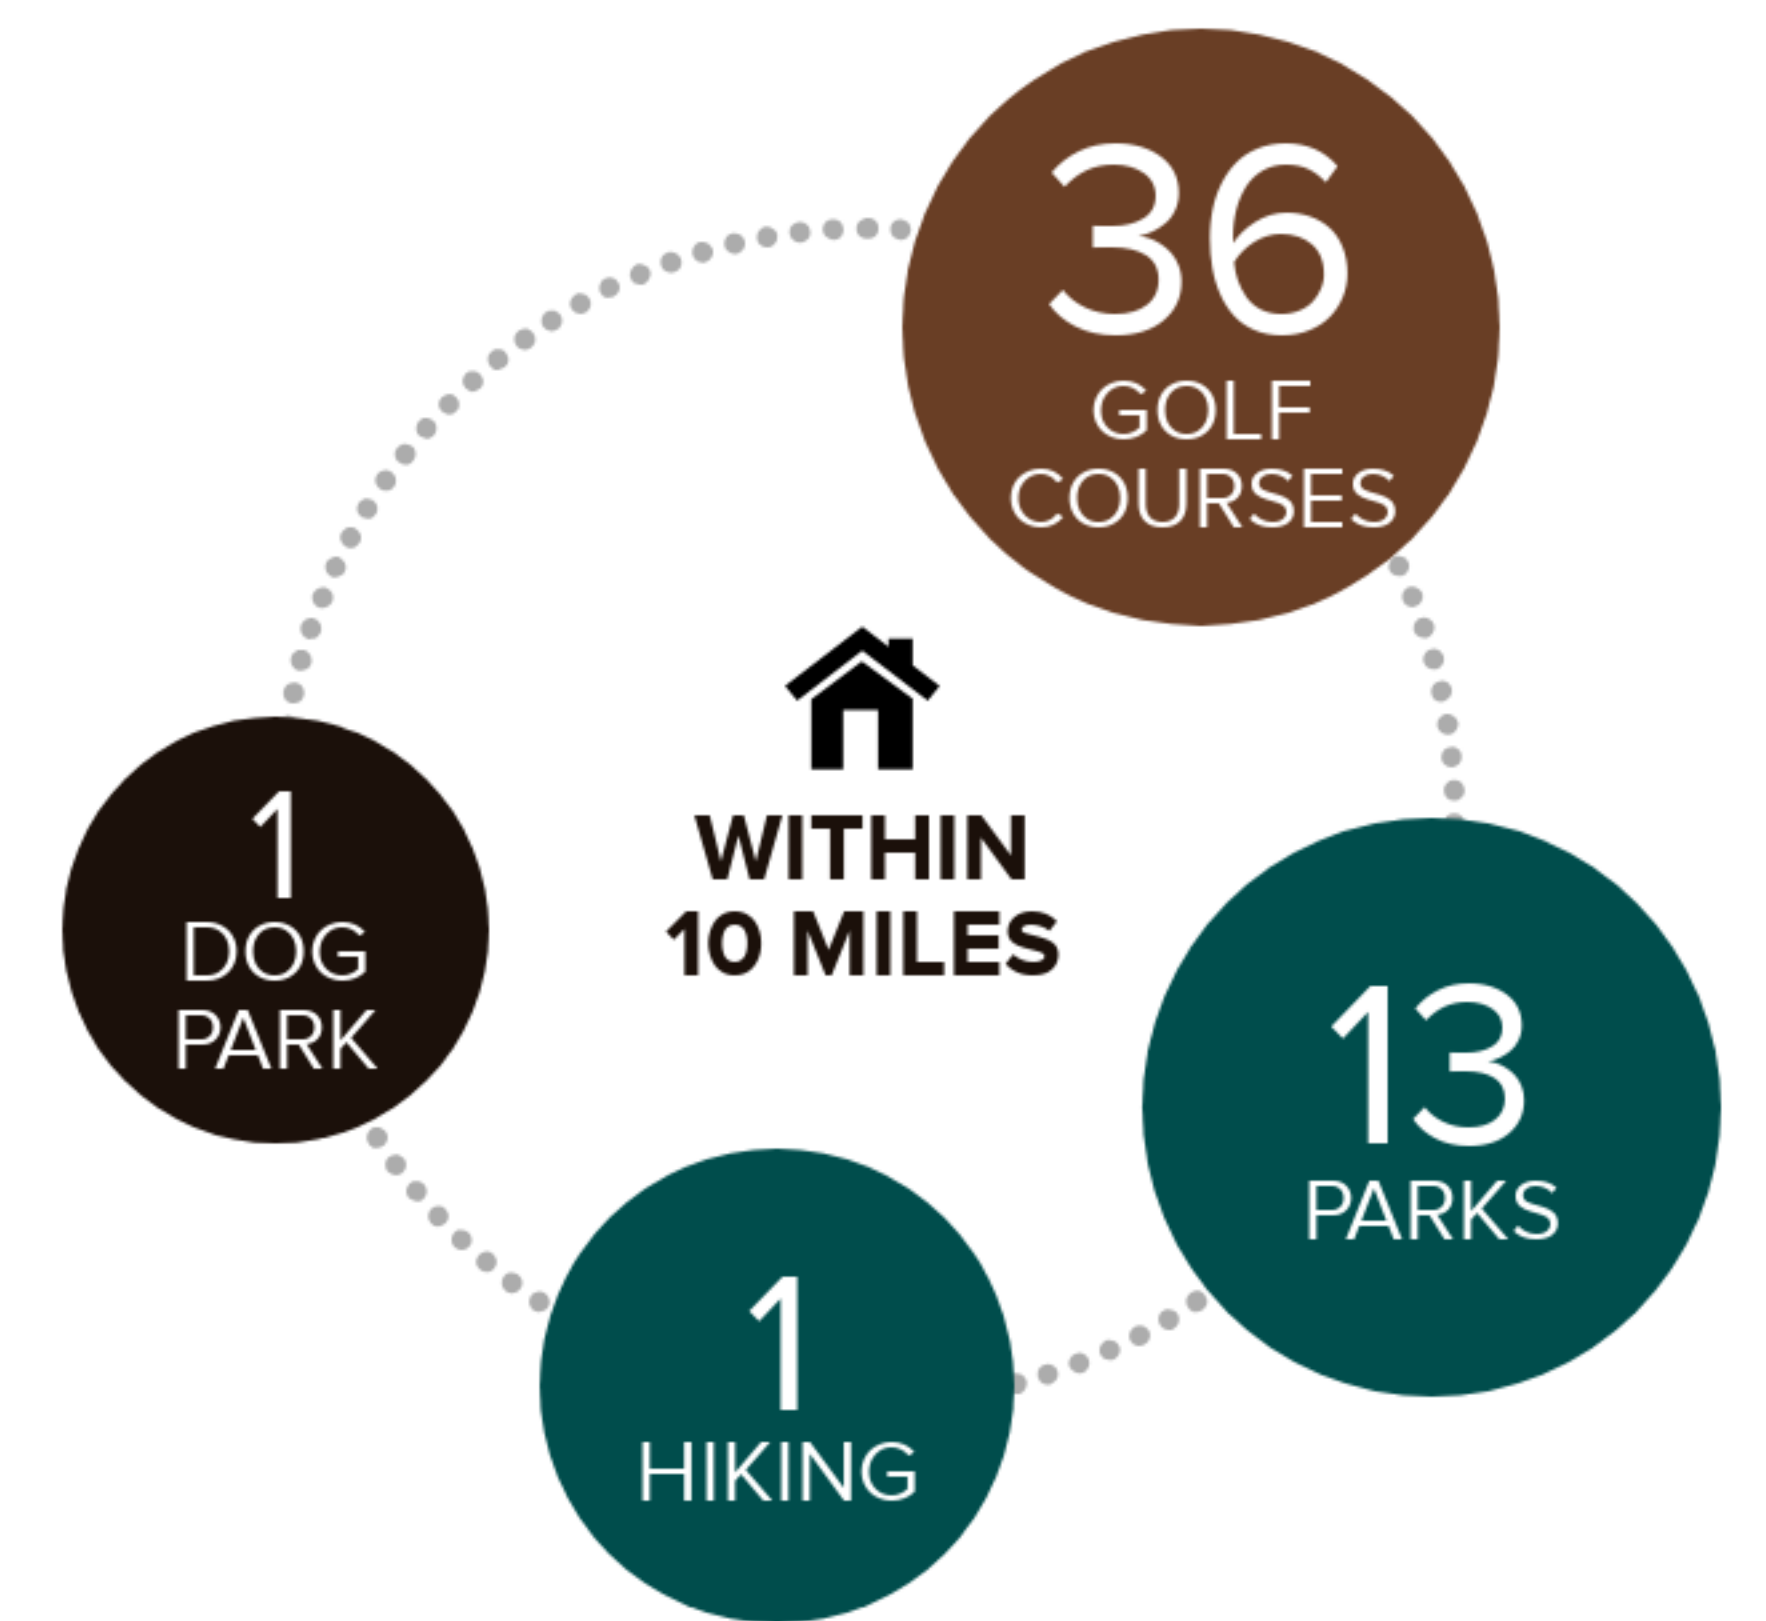 36
GOLF
COURSES
WITHIN
10 MILES
1
DOG
PARK
13
PARKS
1
HIKING